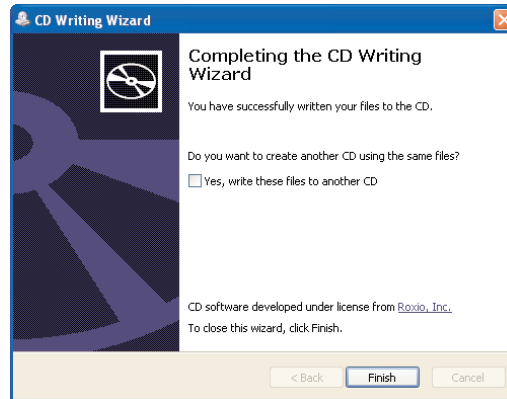 CD Writing Wizard
Completing the CD Writing
Wizard
You have successfully written your files to the CD.
Do you want to create another CD using the same files?
Yes, write these files to another CD
CD software developed under license from Roxio, Inc.
To close this wizard, click Finish.
< Back Finish Cancel